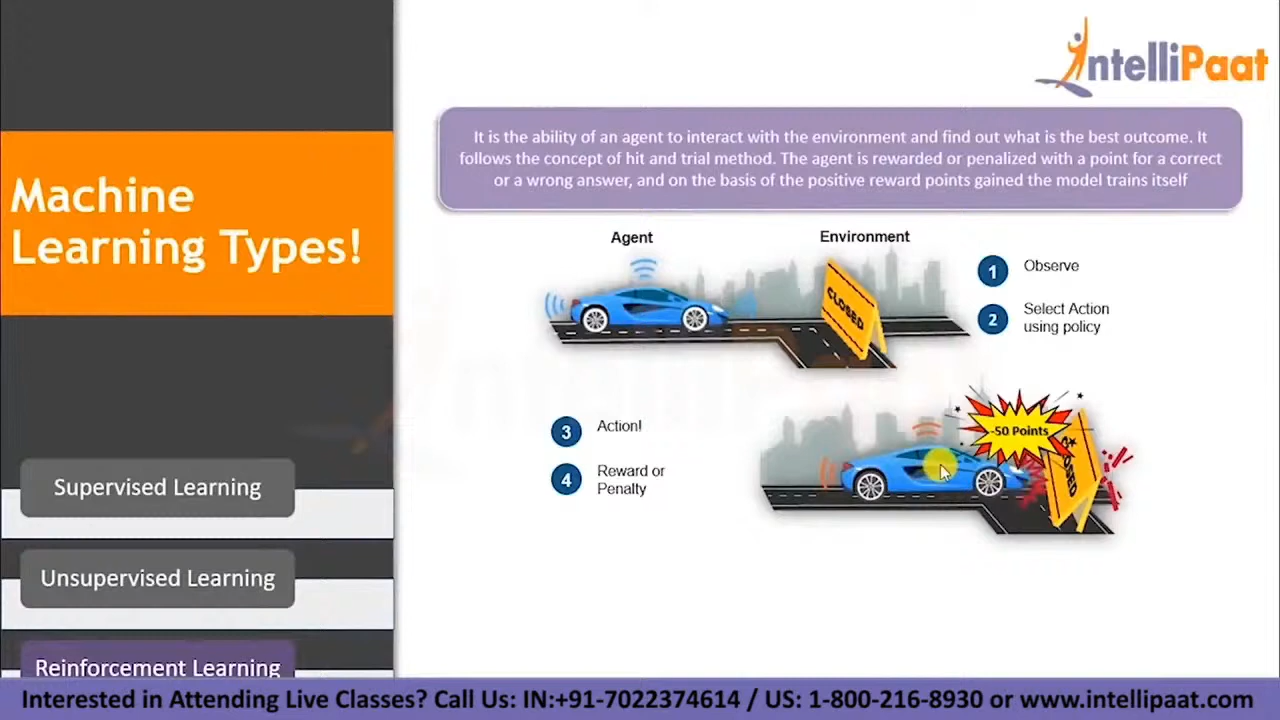 IntelliPaat
Machine
Learning Types!
It is the ability of an agent to interact with the environment and find out what is the best outcome. It
follows the concept of hit and trial method. The agent is rewarded or penalized with a point for a correct
or a wrong answer, and on the basis of the positive reward points gained the model trains itself
Agent
Environment
CLOSED
1
Observe
2
Select Action
using policy
3
Action!
4
Reward or
Penalty
-50 Points
CLOSED
Supervised Learning
Unsupervised Learning
Reinforcement Learning
Interested in Attending Live Classes? Call Us: IN:+91-7022374614 / US: 1-800-216-8930 or www.intellipaat.com